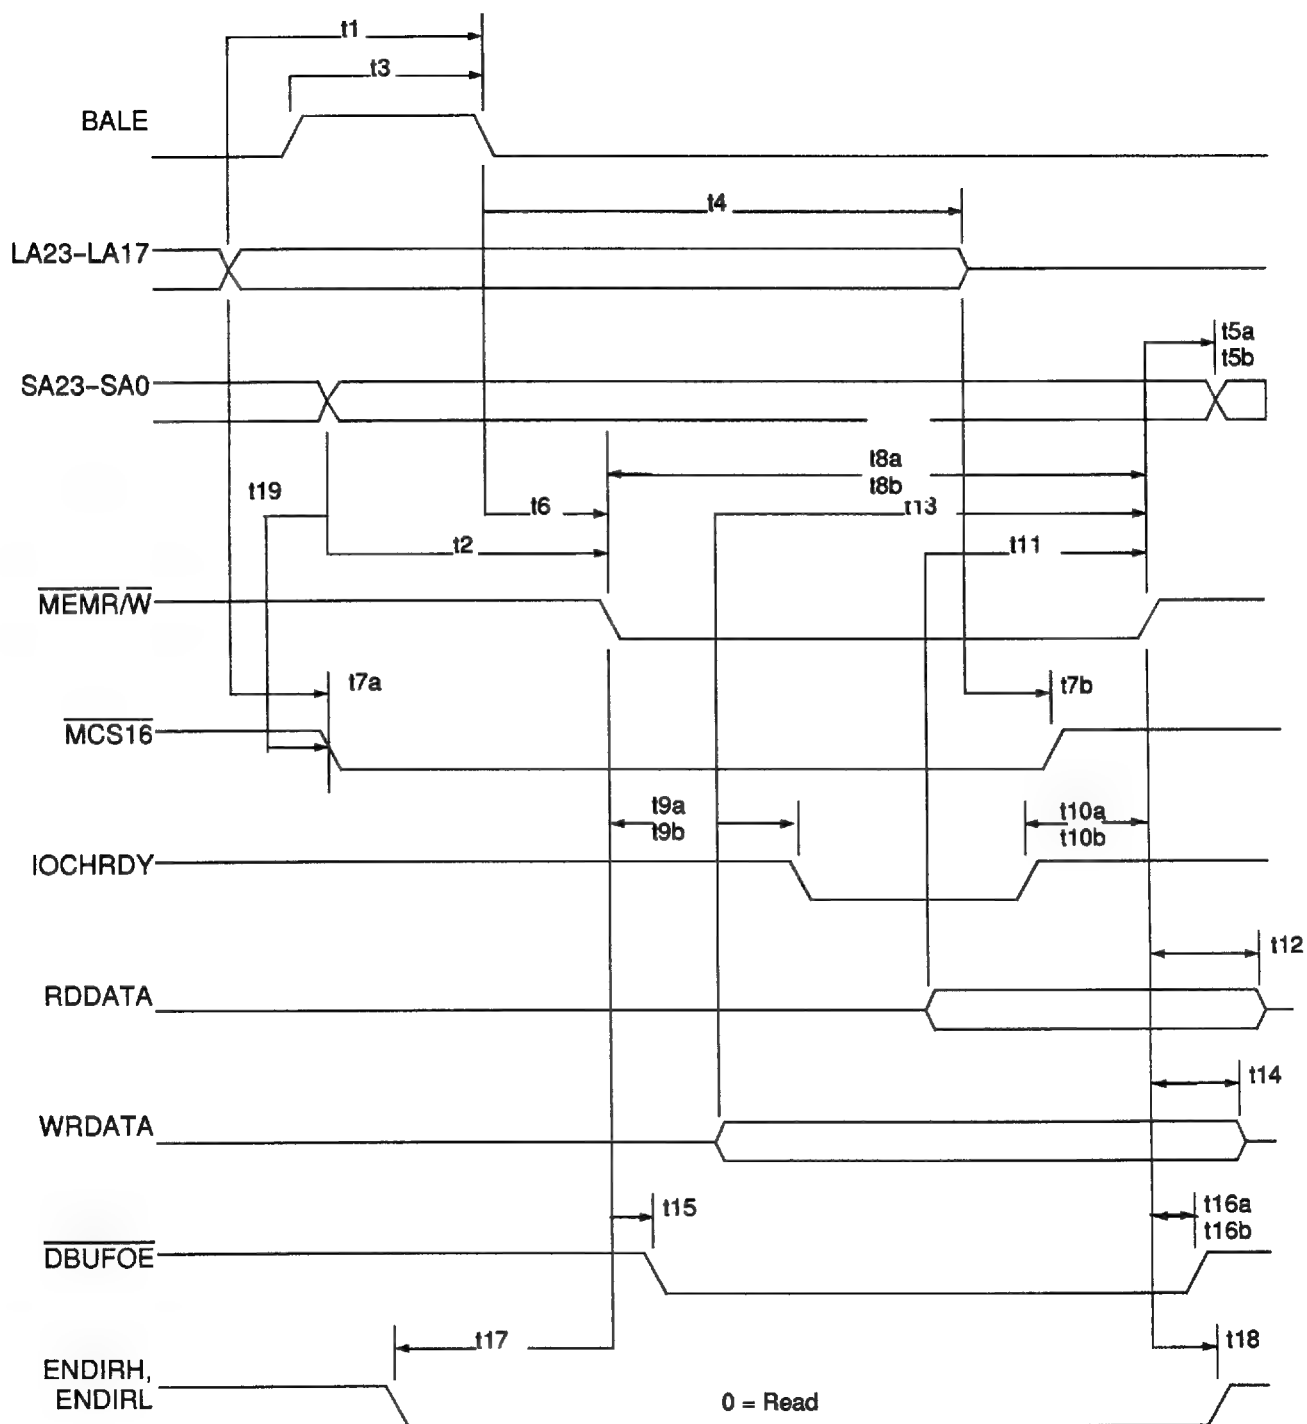 t1
t3
BALE
t4
LA23–LA17
t5a
t5b
SA23–SA0
t8a
t8b
t19
t6
t13
t2
t11
MEMR/W
t7a
t7b
MCS16
t9a
t9b
t10a
t10b
IOCHRDY
t12
RDDATA
t14
WRDATA
t15
t16a
t16b
DBUFOE
t17
t18
ENDIRH,
ENDIRL
0 = Read